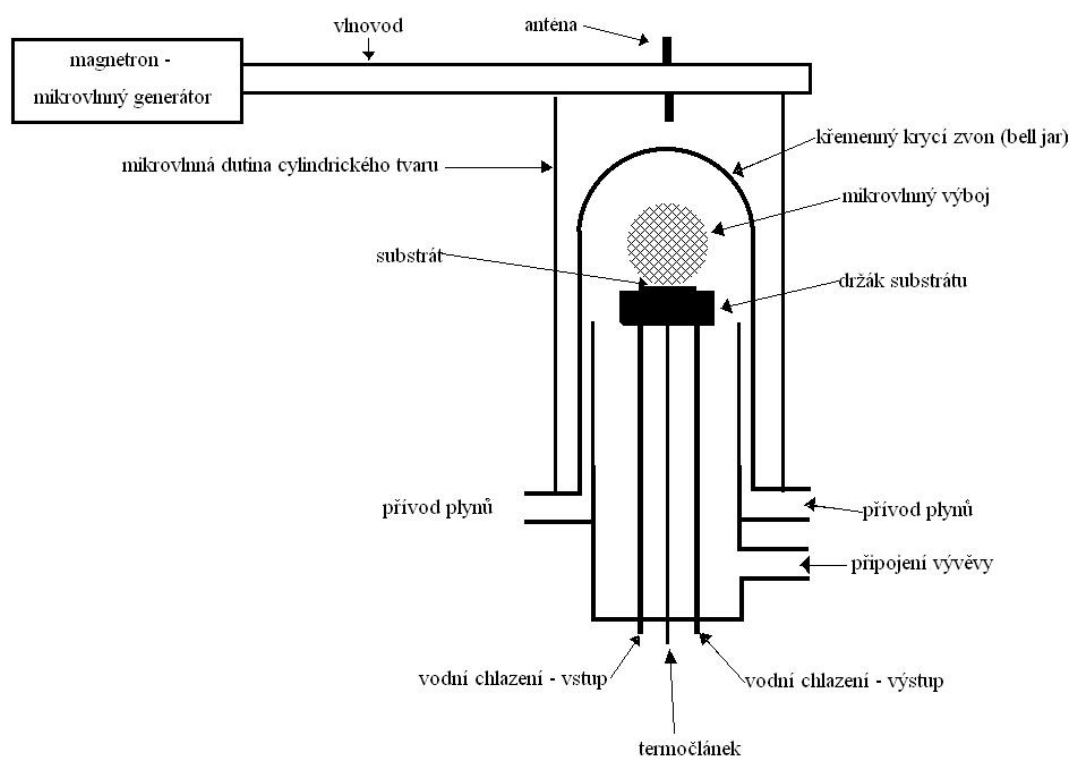 vlnovod
anténa
magnetron -
mikrovlnný generátor
křemenný krycí zvon (bell jar)
mikrovlnná dutina cylindrického tvaru
mikrovlnný výboj
substrát
držák substrátu
přívod plynů
přívod plynů
připojení vývěvy
vodní chlazení - vstup
vodní chlazení - výstup
termočlánek